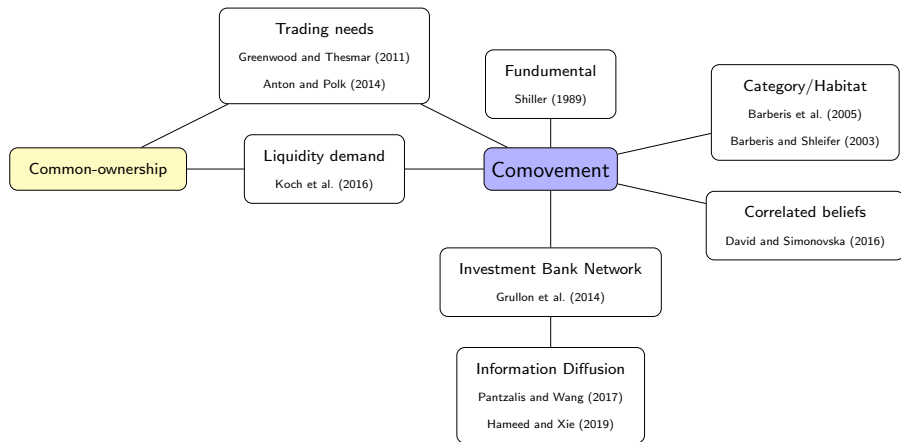 Trading needs
Greenwood and Thesmar (2011)
Anton and Polk (2014)
Fundumental
Shiller (1989)
Category/Habitat
Barberis et al. (2005)
Barberis and Shleifer (2003)
Common-ownership
Liquidity demand
Koch et al. (2016)
Comovement
Correlated beliefs
David and Simonovska (2016)
Investment Bank Network
Grullon et al. (2014)
Information Diffusion
Pantzalis and Wang (2017)
Hameed and Xie (2019)